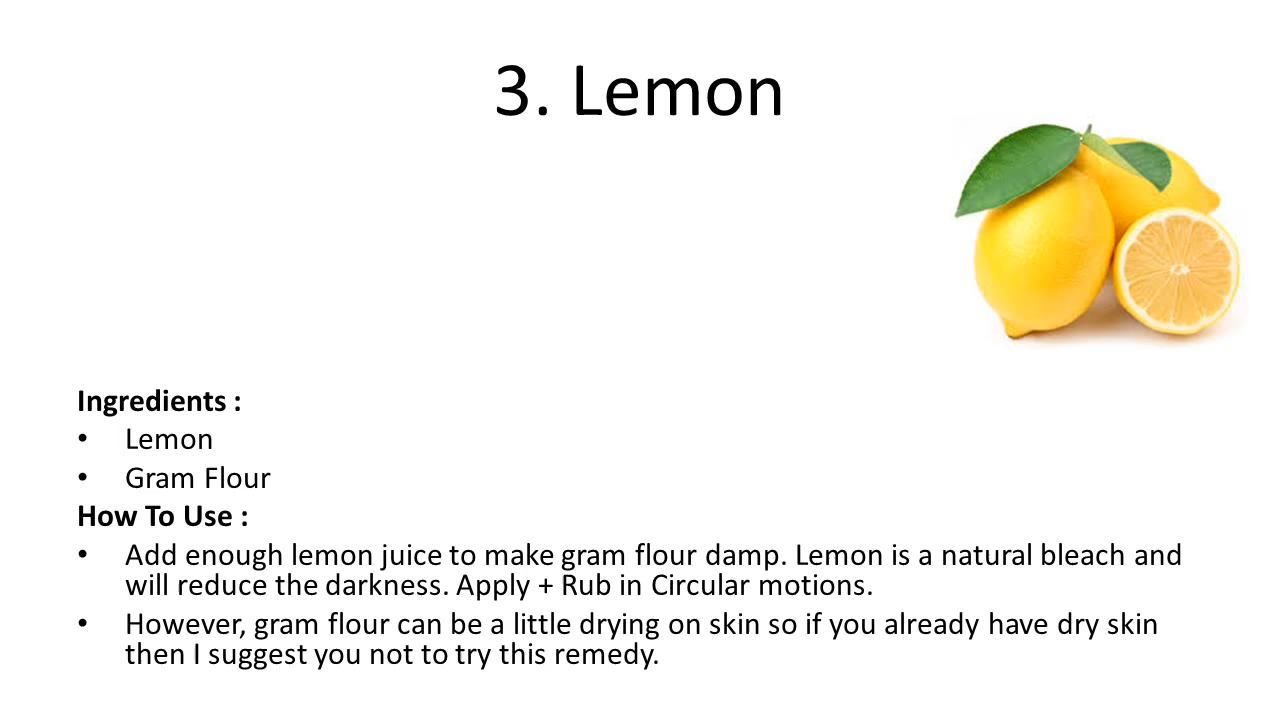 3. Lemon
Ingredients :
• Lemon
• Gram Flour
How To Use :
• Add enough lemon juice to make gram flour damp. Lemon is a natural bleach and
will reduce the darkness. Apply + Rub in Circular motions.
• However, gram flour can be a little drying on skin so if you already have dry skin
then I suggest you not to try this remedy.